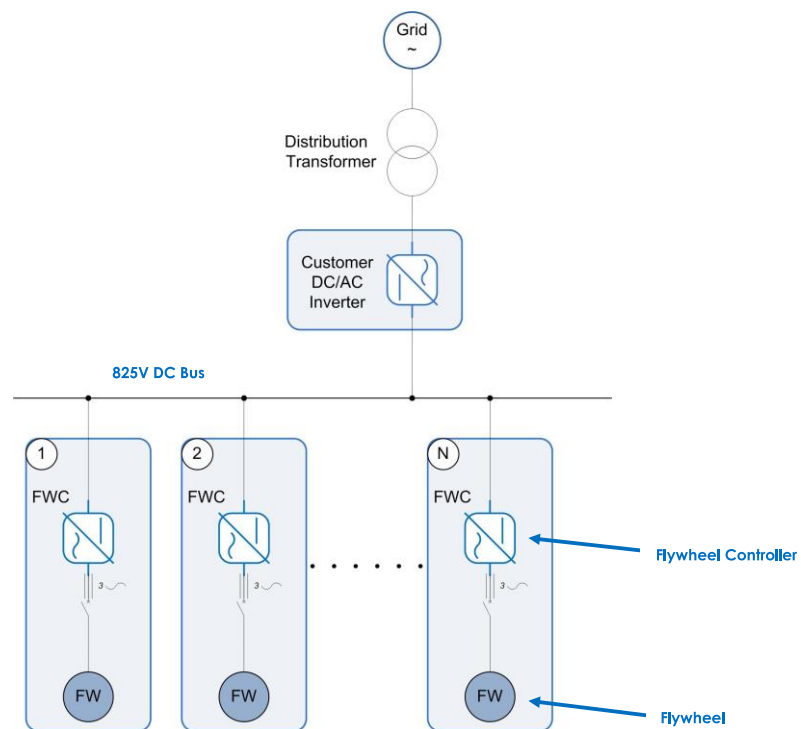 Grid
~
Distribution
Transformer
Customer
DC/AC
Inverter
825V DC Bus
1
2
N
FWC
FWC
FWC
Flywheel Controller
3
3
3
FW
FW
FW
Flywheel